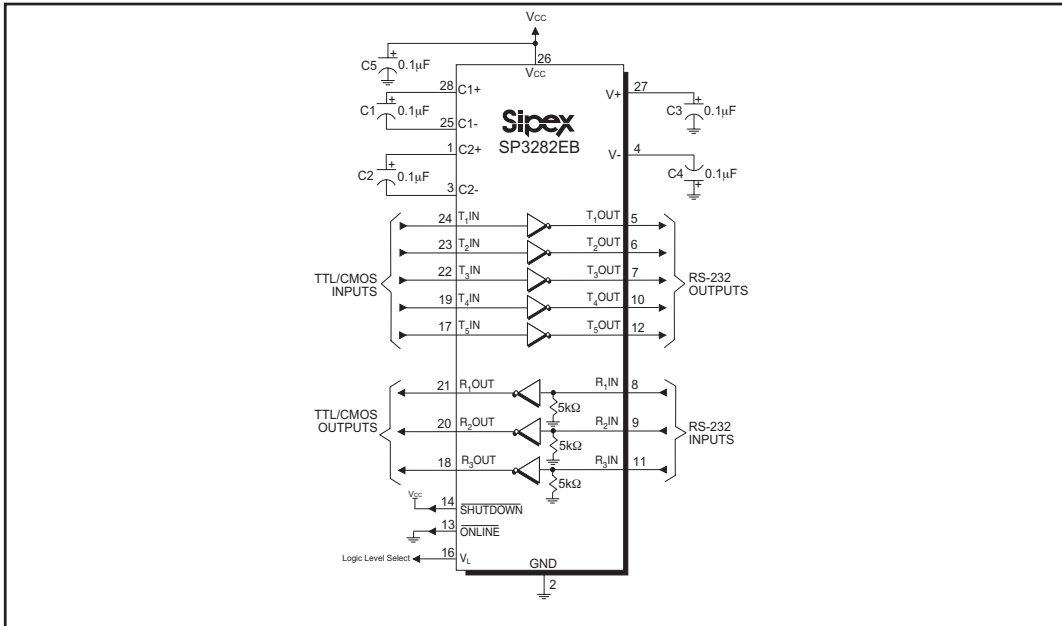 VCC
26
VCC
C5
+
0.1µF
28
C1+
V+
27
C1
+
0.1µF
C3
+
0.1µF
25
C1-
Sipex
SP3282EB
1
C2+
V-
4
C2
+
0.1µF
C4
+
0.1µF
3
C2-
24 T1IN T1OUT 5
23 T2IN T2OUT 6
TTL/CMOS
INPUTS
22 T3IN T3OUT 7
RS-232
OUTPUTS
19 T4IN T4OUT 10
17 T5IN T5OUT 12
21 R1OUT R1IN 8
5kΩ
TTL/CMOS
OUTPUTS
20 R2OUT R2IN 9
5kΩ
RS-232
INPUTS
18 R3OUT R3IN 11
5kΩ
VCC
14
SHUTDOWN
13
ONLINE
Logic Level Select
16
VL
GND
2